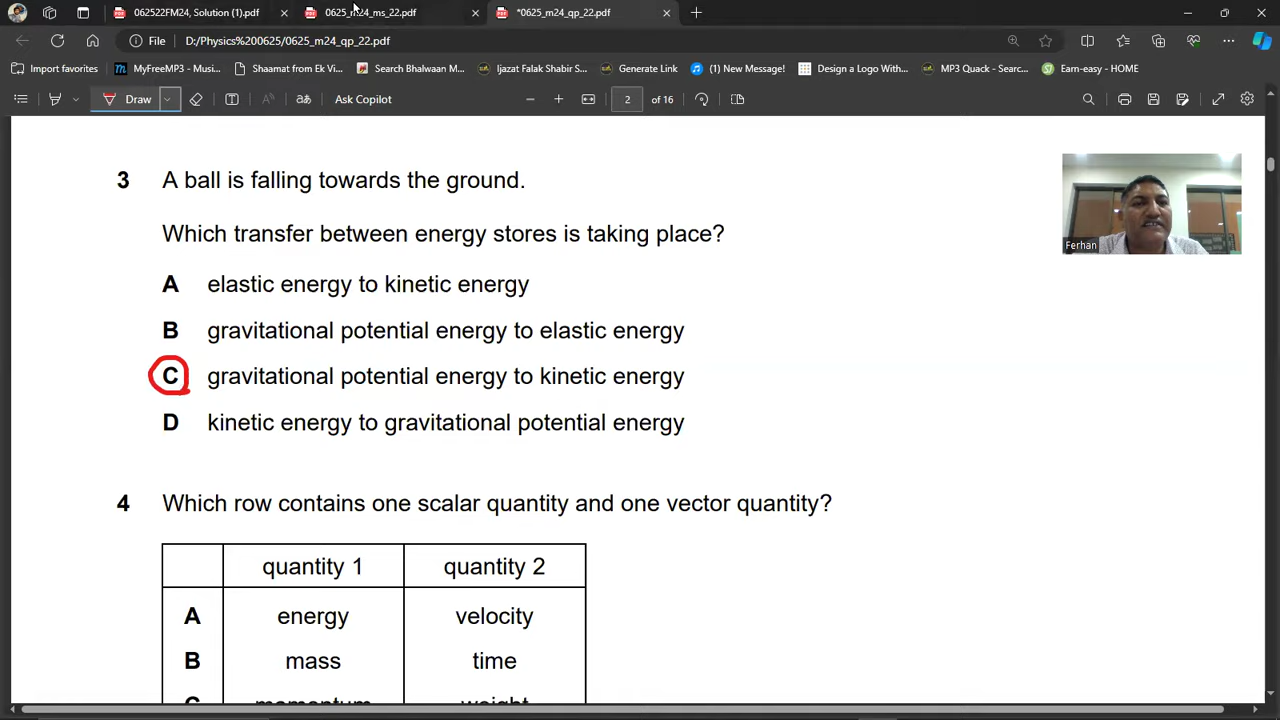 062522FM24, Solution (1).pdf
0625_m24_ms_22.pdf
*0625_m24_qp_22.pdf
File
D:/Physics%200625/0625_m24_qp_22.pdf
Import favorites
MyFreeMP3 - Musi...
Shaamat from Ek Vi...
Search Bhalwaan M...
Ijazat Falak Shabir S...
Generate Link
(1) New Message!
Design a Logo With...
MP3 Quack - Searc...
Earn-easy - HOME
Draw
Ask Copilot
2 of 16
3 A ball is falling towards the ground.
Which transfer between energy stores is taking place?
A elastic energy to kinetic energy
B gravitational potential energy to elastic energy
C gravitational potential energy to kinetic energy
D kinetic energy to gravitational potential energy
Ferhan
4 Which row contains one scalar quantity and one vector quantity?
quantity 1 quantity 2
A energy velocity
B mass time
C momentum weight